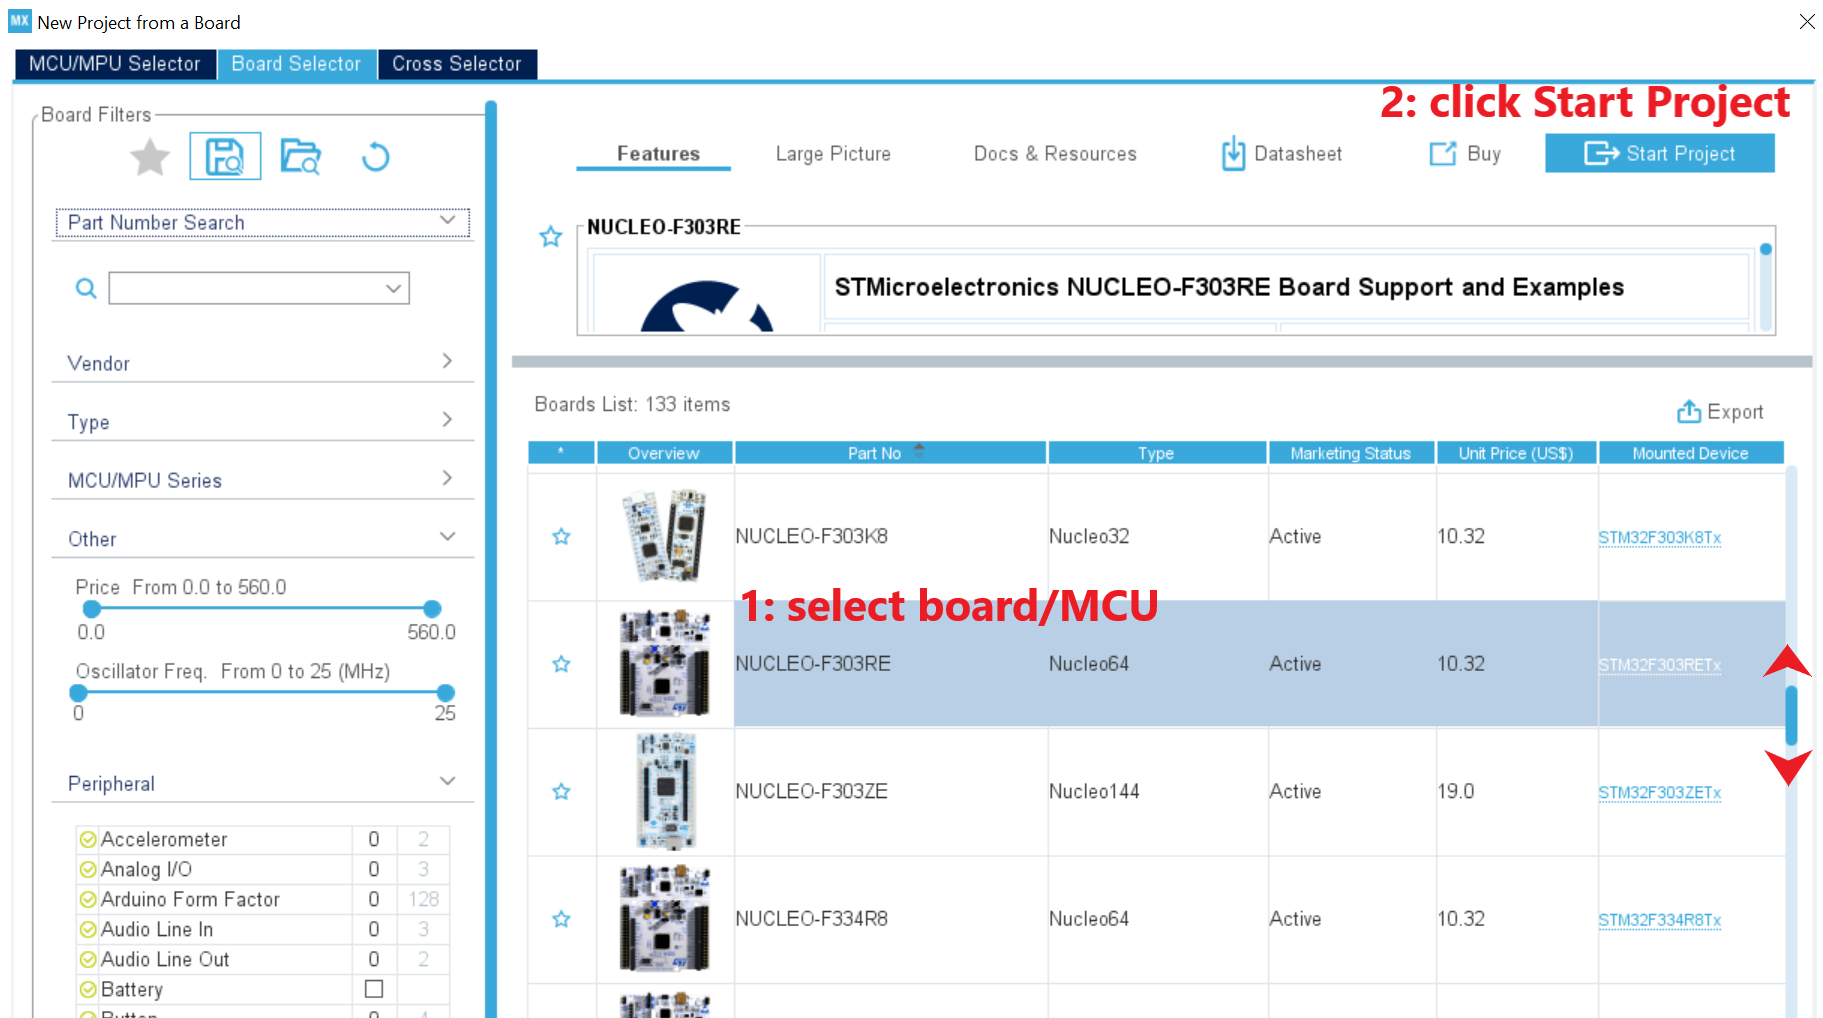 MX New Project from a Board
MCU/MPU Selector Board Selector Cross Selector
2: click Start Project
Board Filters
Features Large Picture Docs & Resources Datasheet Buy Start Project
Part Number Search
NUCLEO-F303RE
STMicroelectronics NUCLEO-F303RE Board Support and Examples
Vendor
Type
MCU/MPU Series
Other
Price From 0.0 to 560.0
0.0 560.0
Oscillator Freq. From 0 to 25 (MHz)
0 25
Peripheral
Accelerometer 0 2
Analog I/O 0 3
Arduino Form Factor 0 128
Audio Line In 0 3
Audio Line Out 0 2
Battery
Button 0 4
Boards List: 133 items
Export
* Overview Part No Type Marketing Status Unit Price (US$) Mounted Device
NUCLEO-F303K8 Nucleo32 Active 10.32 STM32F303K8Tx
1: select board/MCU
NUCLEO-F303RE Nucleo64 Active 10.32 STM32F303RETx
NUCLEO-F303ZE Nucleo144 Active 19.0 STM32F303ZETx
NUCLEO-F334R8 Nucleo64 Active 10.32 STM32F334R8Tx